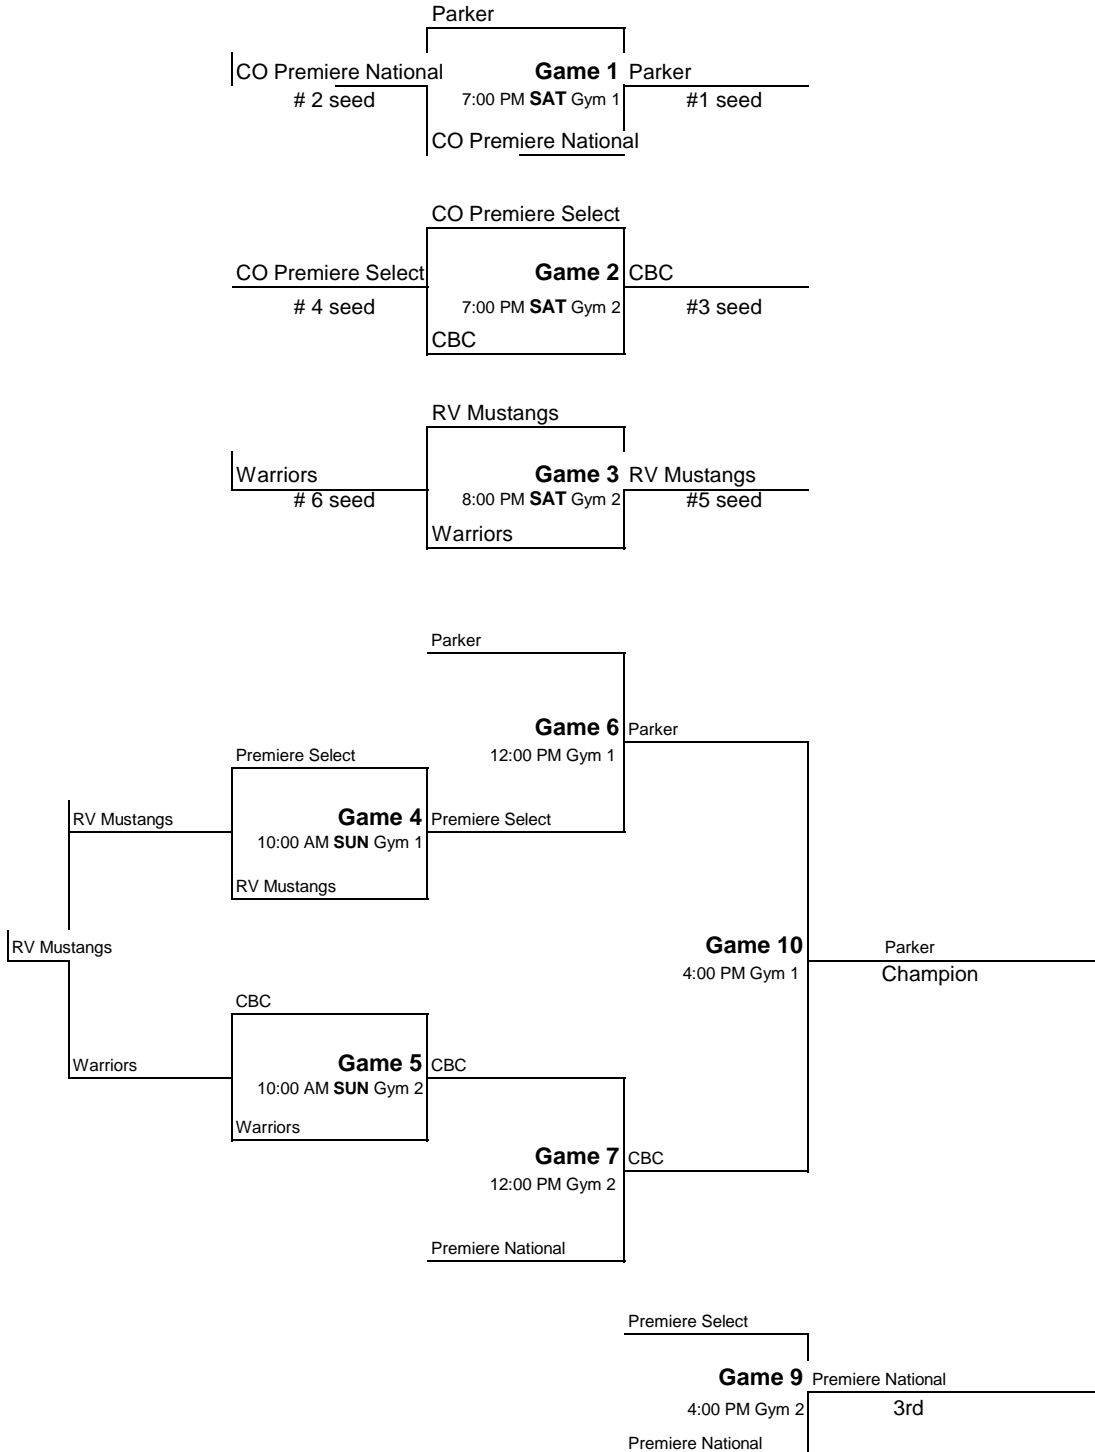 Parker
CO Premiere National Game 1 Parker
# 2 seed 7:00 PM SAT Gym 1 #1 seed
CO Premiere National
CO Premiere Select
CO Premiere Select Game 2 CBC
# 4 seed 7:00 PM SAT Gym 2 #3 seed
CBC
RV Mustangs
Warriors Game 3 RV Mustangs
# 6 seed 8:00 PM SAT Gym 2 #5 seed
Warriors
Parker
Game 6 Parker
Premiere Select 12:00 PM Gym 1
RV Mustangs Game 4 Premiere Select
10:00 AM SUN Gym 1
RV Mustangs
RV Mustangs Game 10 Parker
4:00 PM Gym 1 Champion
CBC
Warriors Game 5 CBC
10:00 AM SUN Gym 2
Warriors
Game 7 CBC
12:00 PM Gym 2
Premiere National
Premiere Select
Game 9 Premiere National
4:00 PM Gym 2 3rd
Premiere National